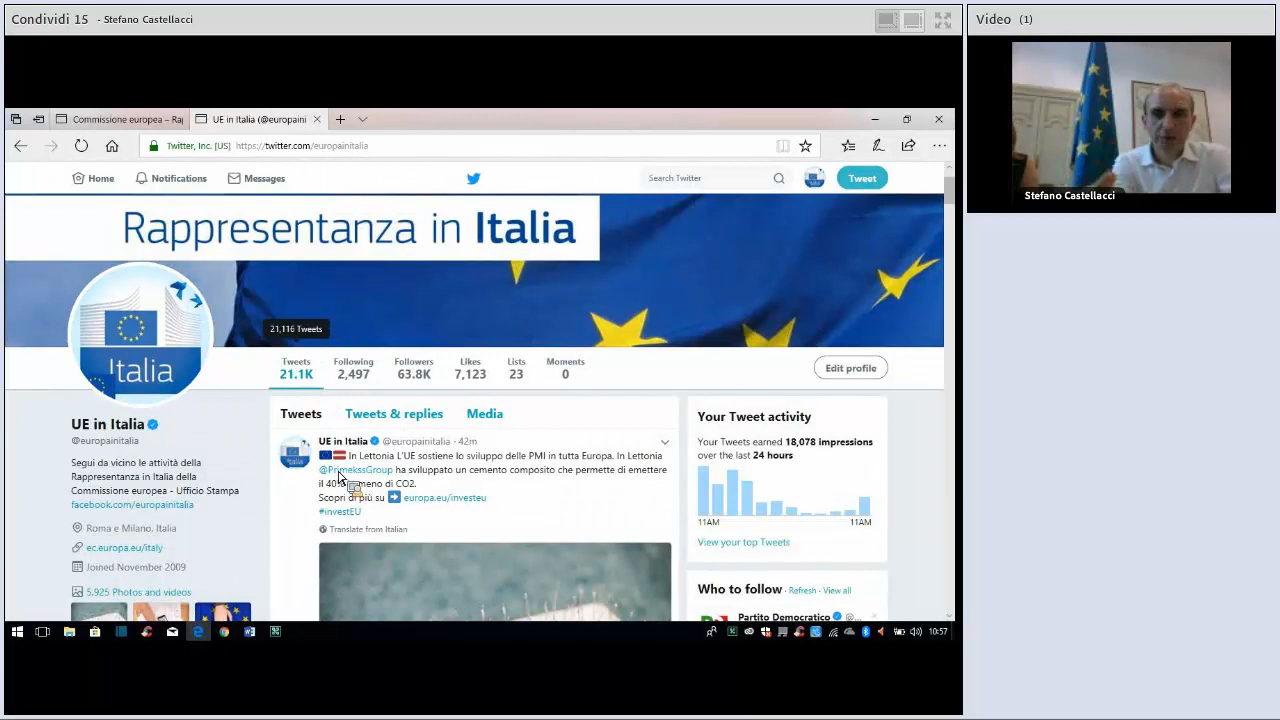 Condividi 15 - Stefano Castellacci
Video (1)
Stefano Castellacci
Commissione europea – Ra
UE in Italia (@europaini
Twitter, Inc. [US] https://twitter.com/europainitalia
Home Notifications Messages
Search Twitter
Tweet
Rappresentanza in Italia
Italia
21,116 Tweets
Tweets Following Followers Likes Lists Moments
21.1K 2,497 63.8K 7,123 23 0
Edit profile
UE in Italia
@europainitalia
Segui da vicino le attività della
Rappresentanza in Italia della
Commissione europea - Ufficio Stampa
facebook.com/europainitalia
Roma e Milano, Italia
ec.europa.eu/italy
Joined November 2009
5,925 Photos and videos
Tweets Tweets & replies Media
UE in Italia @europainitalia · 42m
In Lettonia L'UE sostiene lo sviluppo delle PMI in tutta Europa. In Lettonia
@PrimekssGroup ha sviluppato un cemento composito che permette di emettere
il meno di CO2.
Scopri di più su europa.eu/investeu
#investEU
Translate from Italian
Your Tweet activity
Your Tweets earned 18,078 impressions
over the last 24 hours
11AM 11AM
View your top Tweets
Who to follow · Refresh · View all
Partito Democratico @...
10:57